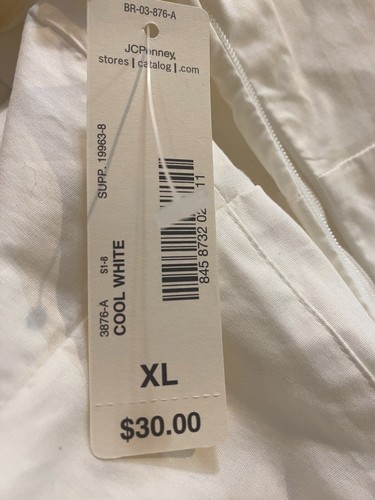 BR-03-876-A
JCPenney
stores | catalog | .com
SUPP. 19963-8
845 8732 02 11
S1-8
3876-A
COOL WHITE
XL
$30.00